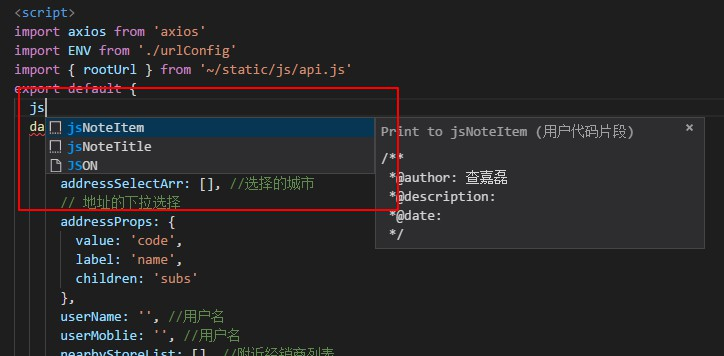 <script>
import axios from 'axios'
import ENV from './urlConfig'
import { rootUrl } from '~/static/js/api.js'
export default {
js
da
jsNoteItem
jsNoteTitle
JSON
Print to jsNoteItem (用户代码片段)
×
/**
*@author: 查嘉磊
*@description:
*@date:
*/
addressSelectArr: [], //选择的城市
// 地址的下拉选择
addressProps: {
value: 'code',
label: 'name',
children: 'subs'
},
userName: '', //用户名
userMoblie: '', //用户名
nearbyStoreList: [], //附近经销商列表